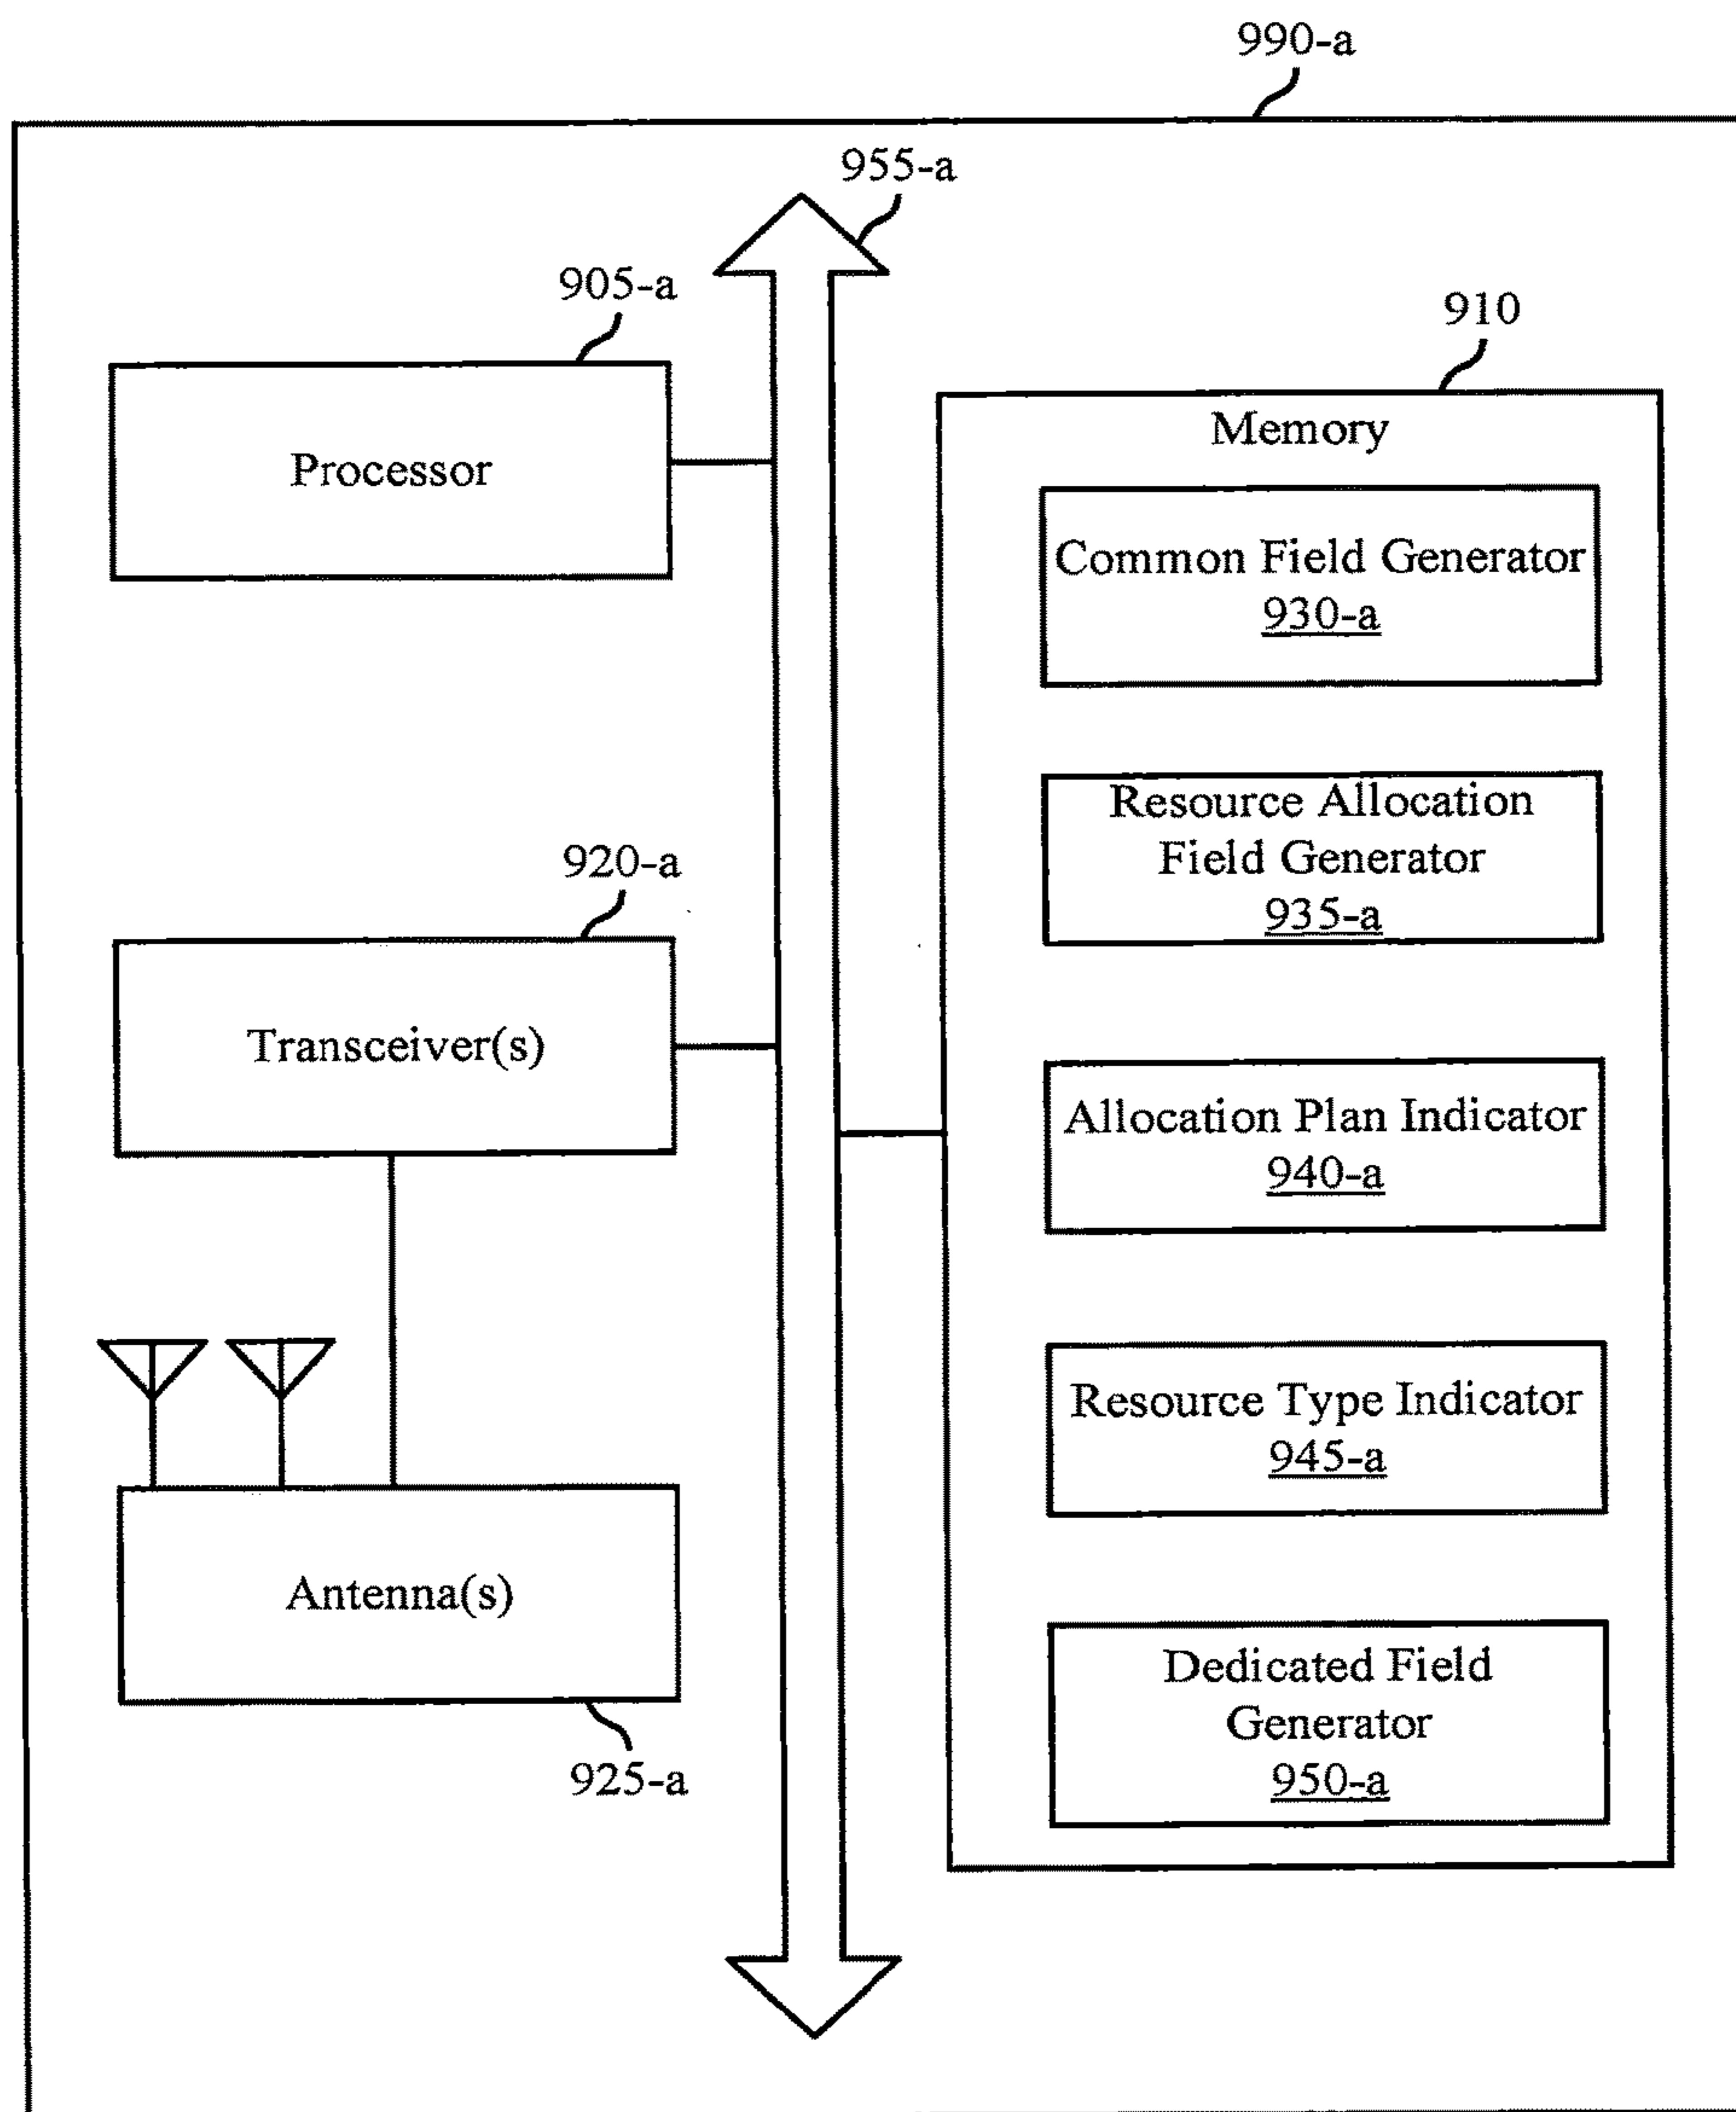 990-a
955-a
905-a
910
Processor
Memory
Common Field Generator
930-a
Resource Allocation
Field Generator
935-a
920-a
Transceiver(s)
Allocation Plan Indicator
940-a
Resource Type Indicator
945-a
Antenna(s)
925-a
Dedicated Field
Generator
950-a